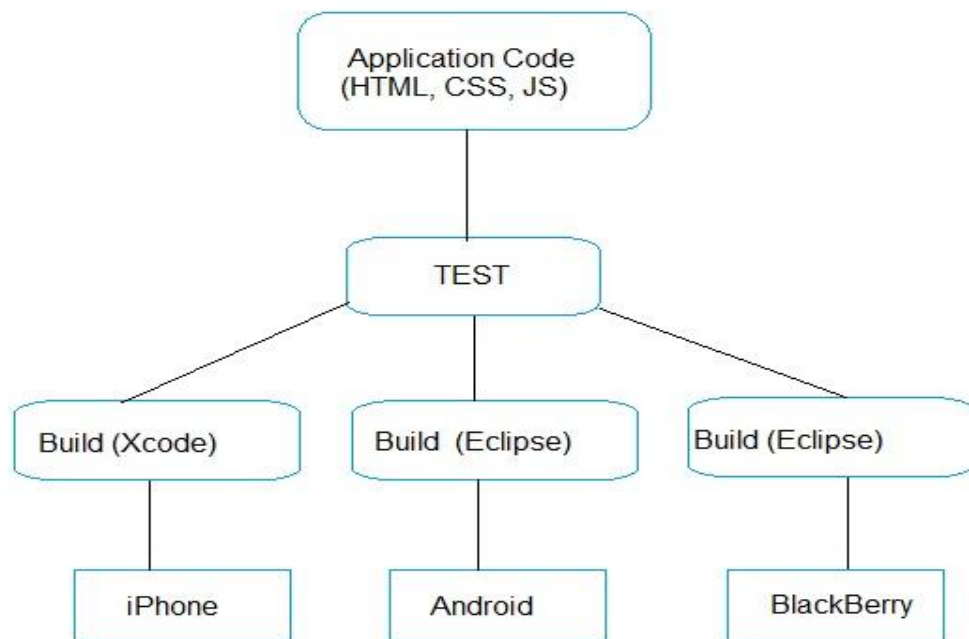 Application Code
(HTML, CSS, JS)
TEST
Build (Xcode)
Build (Eclipse)
Build (Eclipse)
iPhone
Android
BlackBerry